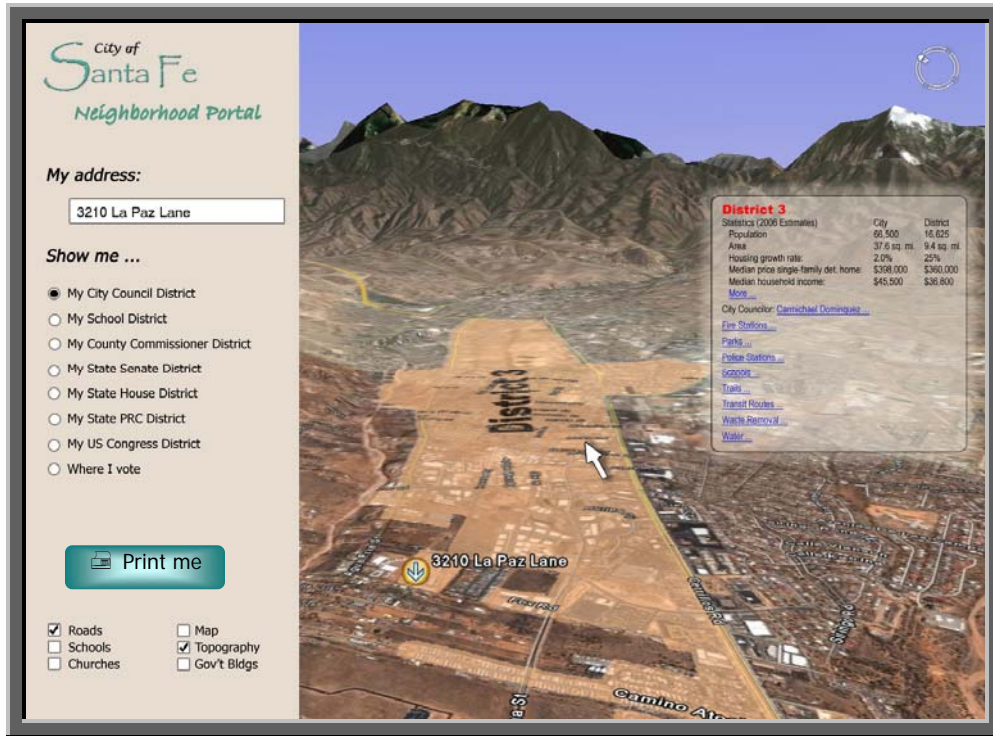 City of
Santa Fe
Neighborhood Portal
My address:
3210 La Paz Lane
Show me ...
My City Council District
My School District
My County Commissioner District
My State Senate District
My State House District
My State PRC District
My US Congress District
Where I vote
Print me
Roads
Map
Schools
Topography
Churches
Gov't Bldgs
District 3
Statistics (2006 Estimates) City District
Population 66,500 16,625
Area 37.6 sq. mi. 9.4 sq. mi.
Housing growth rate: 2.0% 25%
Median price single-family det. home: $398,000 $360,000
Median household income: $45,500 $36,800
More ...
City Councilor: Carmichael Dominguez ...
Fire Stations ...
Parks ...
Police Stations ...
Schools ...
Trails ...
Transit Routes ...
Waste Removal ...
Water ...
District 3
3210 La Paz Lane
Cerrillos Rd
Camino